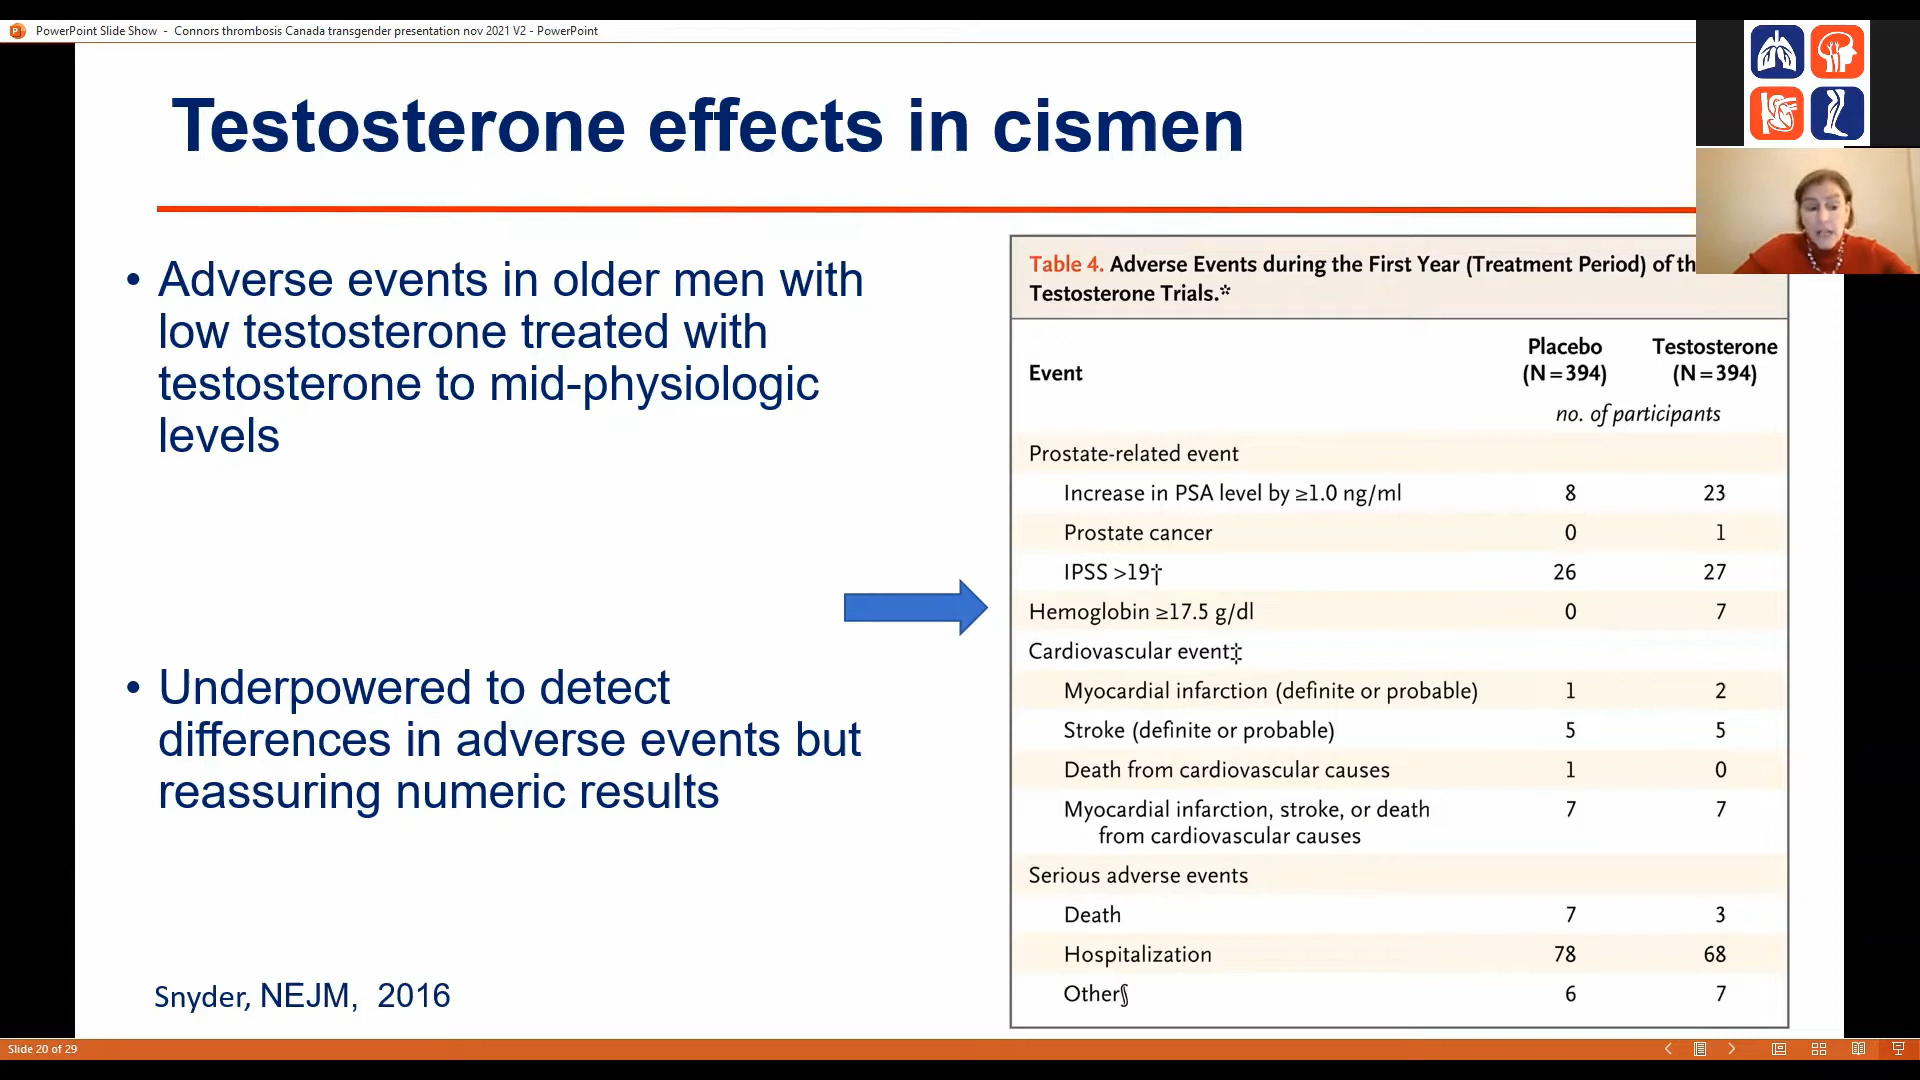 PowerPoint Slide Show - Connors thrombosis Canada transgender presentation nov 2021 V2 - PowerPoint
Testosterone effects in cismen
• Adverse events in older men with
low testosterone treated with
testosterone to mid-physiologic
levels
• Underpowered to detect
differences in adverse events but
reassuring numeric results
Snyder, NEJM, 2016
Table 4. Adverse Events during the First Year (Treatment Period) of th
Testosterone Trials.*
Placebo Testosterone
Event (N=394) (N=394)
no. of participants
Prostate-related event
Increase in PSA level by ≥1.0 ng/ml 8 23
Prostate cancer 0 1
IPSS >19† 26 27
Hemoglobin ≥17.5 g/dl 0 7
Cardiovascular event‡
Myocardial infarction (definite or probable) 1 2
Stroke (definite or probable) 5 5
Death from cardiovascular causes 1 0
Myocardial infarction, stroke, or death 7 7
from cardiovascular causes
Serious adverse events
Death 7 3
Hospitalization 78 68
Other§ 6 7
Slide 20 of 29